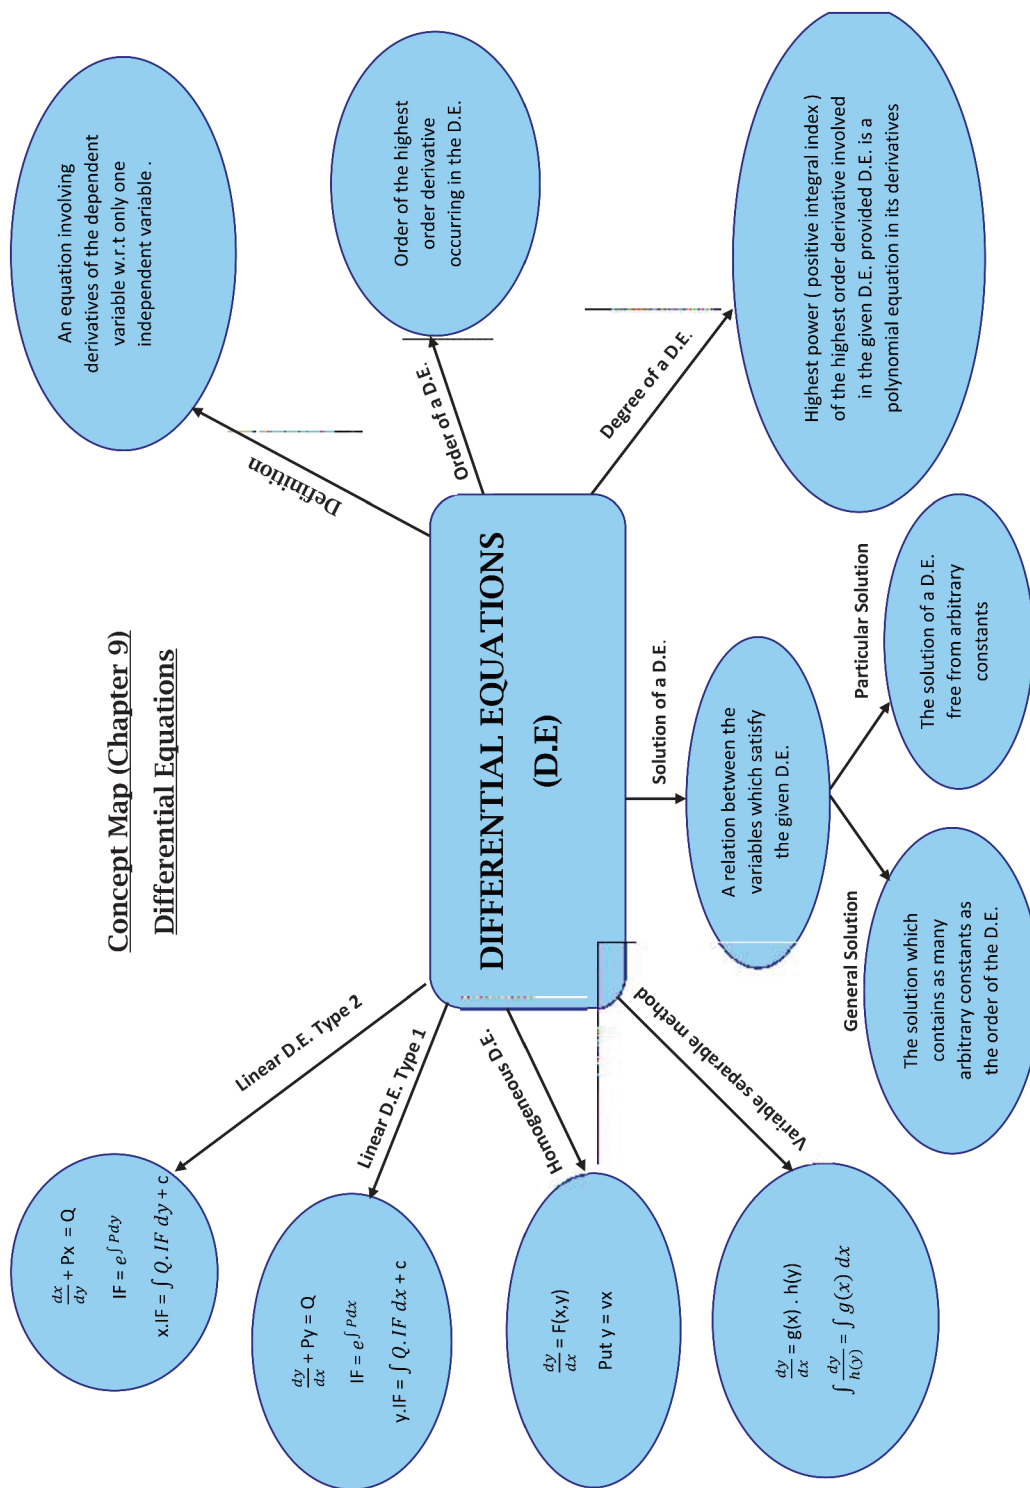 Concept Map (Chapter 9)
Differential Equations
DIFFERENTIAL EQUATIONS
(D.E)
Definition
An equation involving
derivatives of the dependent
variable w.r.t only one
independent variable .
Order of a D.E.
Order of the highest
order derivative
occurring in the D.E.
Degree of a D.E.
Highest power ( positive integral index )
of the highest order derivative involved
in the given D.E. provided D.E. is a
polynomial equation in its derivatives
Solution of a D.E.
A relation between the
variables which satisfy
the given D.E.
General Solution
The solution which
contains as many
arbitrary constants as
the order of the D.E.
Particular Solution
The solution of a D.E.
free from arbitrary
constants
Variable separable method
dy/dx = g(x) . h(y)
∫ dy/h(y) = ∫ g(x) dx
Homogeneous D.E.
dy/dx = F(x,y)
Put y = vx
Linear D.E. Type 1
dy/dx + Py = Q
IF = e^∫Pdx
y.IF = ∫ Q.IF dx + c
Linear D.E. Type 2
dx/dy + Px = Q
IF = e^∫Pdy
x.IF = ∫ Q.IF dy + c